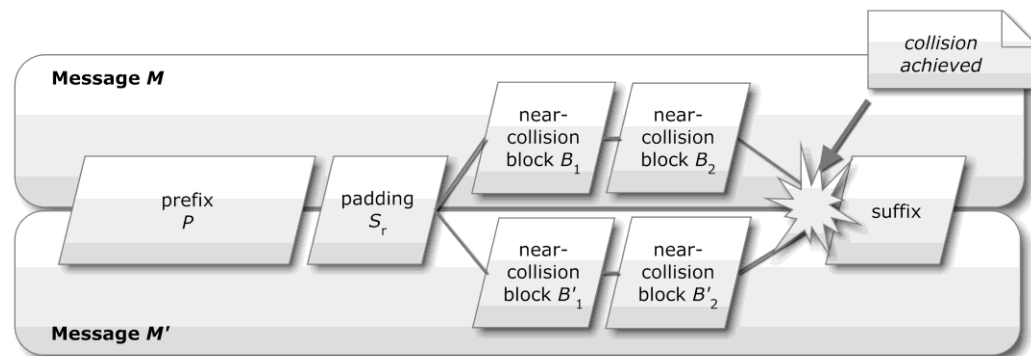 Message M
collision
achieved
near-
collision
block B1
near-
collision
block B2
prefix
P
padding
Sr
suffix
near-
collision
block B'1
near-
collision
block B'2
Message M'